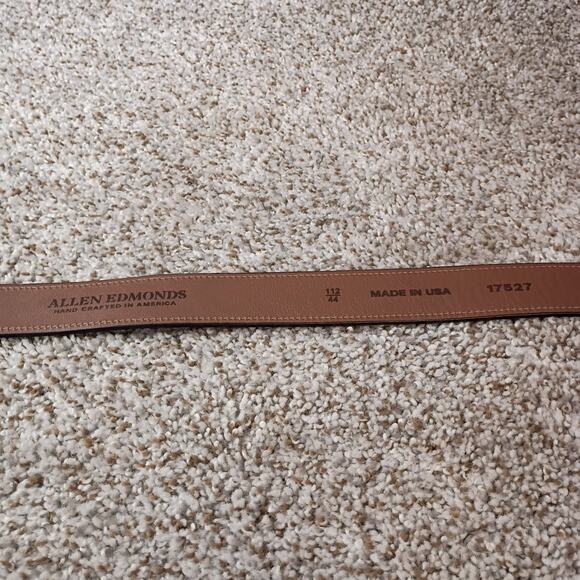 ALLEN EDMONDS
HAND CRAFTED IN AMERICA
112
44
MADE IN USA
17527